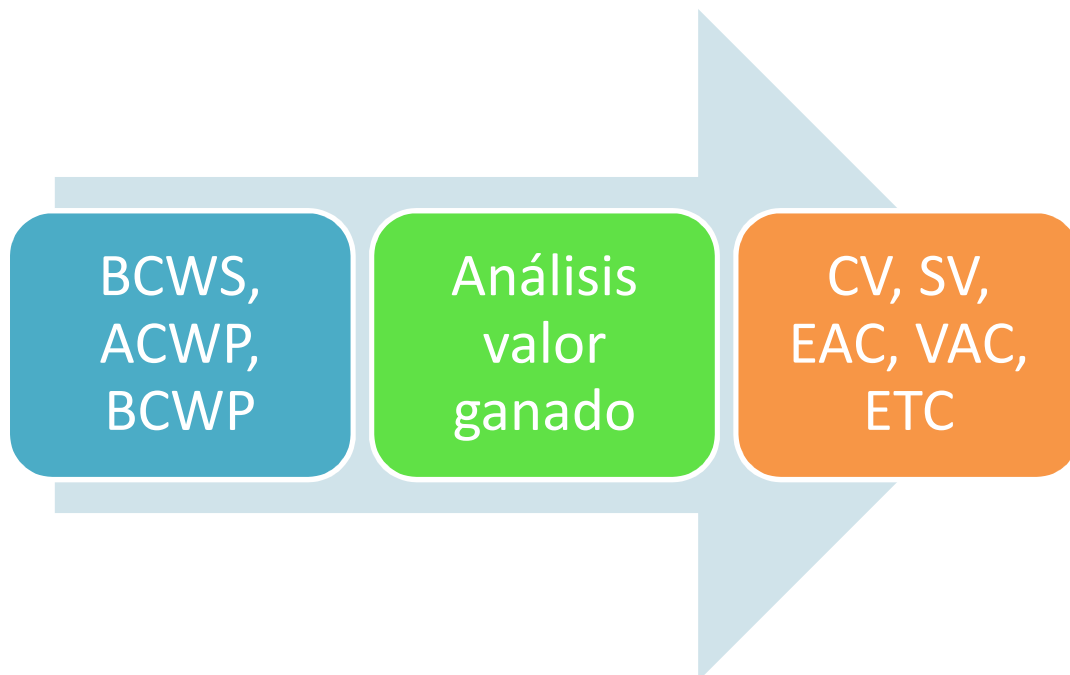 BCWS,
ACWP,
BCWP
Análisis
valor
ganado
CV, SV,
EAC, VAC,
ETC